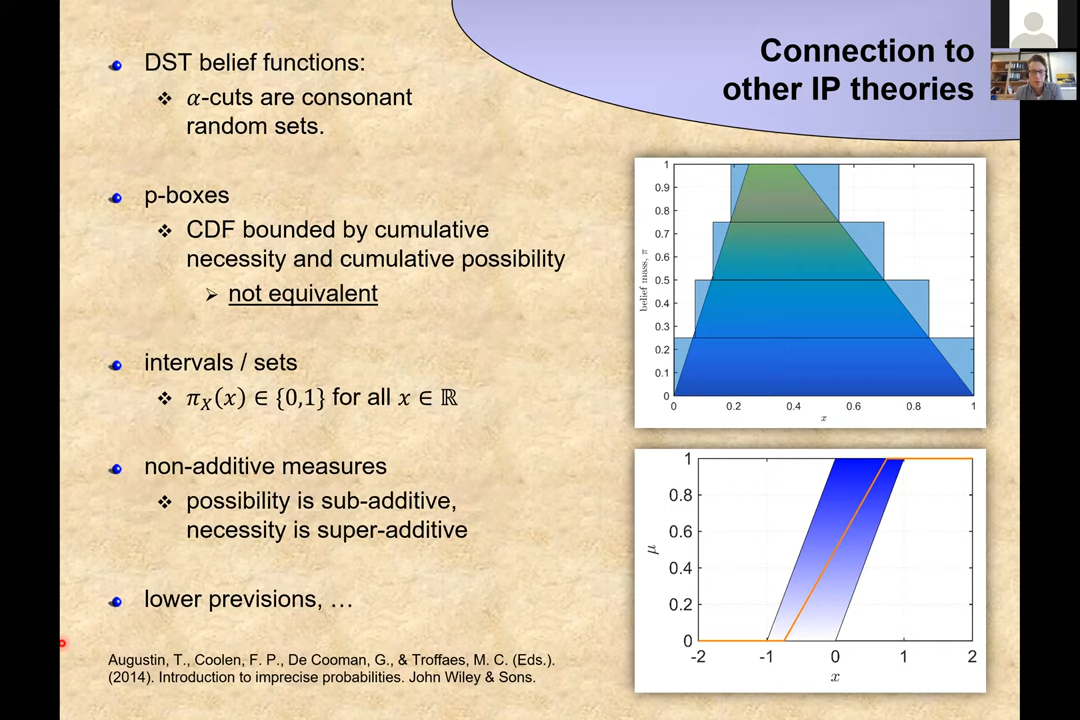 Connection to
other IP theories
DST belief functions:
α-cuts are consonant
random sets.
p-boxes
CDF bounded by cumulative
necessity and cumulative possibility
not equivalent
intervals / sets
π_X(x) ∈ {0,1} for all x ∈ ℝ
non-additive measures
possibility is sub-additive,
necessity is super-additive
lower previsions, …
Augustin, T., Coolen, F. P., De Cooman, G., & Troffaes, M. C. (Eds.).
(2014). Introduction to imprecise probabilities. John Wiley & Sons.
belief mass, π
1
0.9
0.8
0.7
0.6
0.5
0.4
0.3
0.2
0.1
0
0 0.2 0.4 0.6 0.8 1
x
μ
1
0.8
0.6
0.4
0.2
0
-2 -1 0 1 2
x